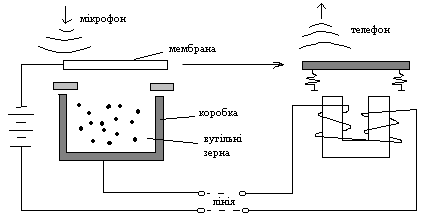 мікрофон
телефон
мембрана
коробка
вугільні
зерна
лінія